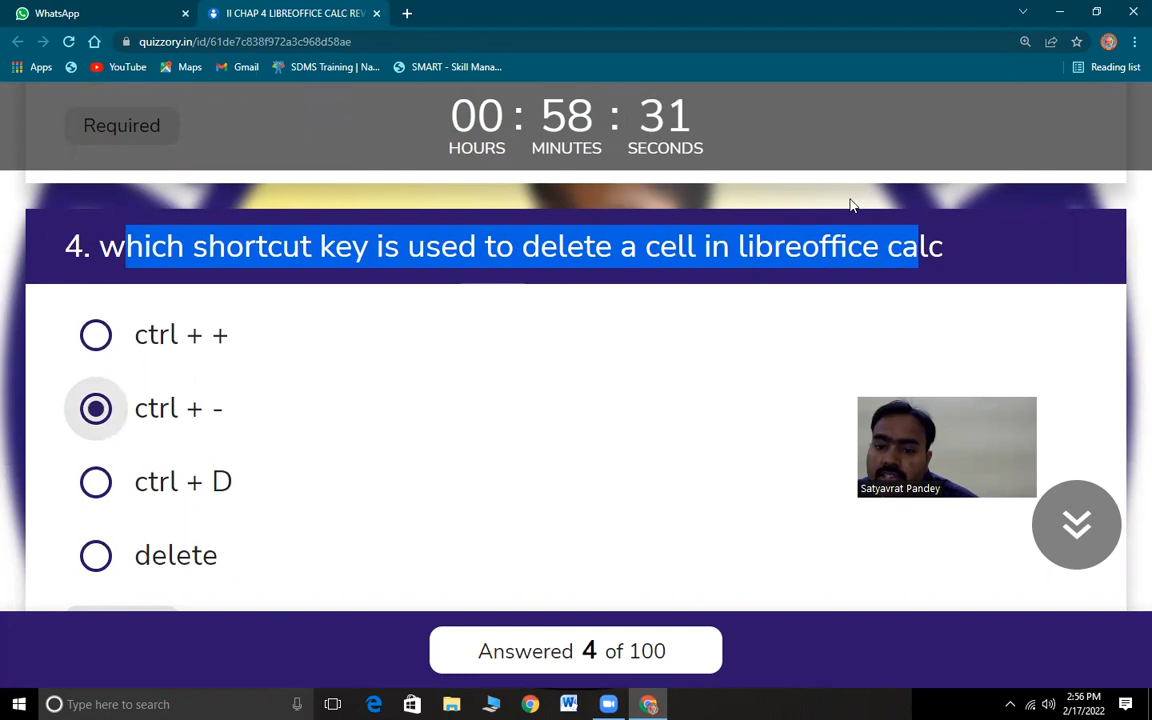 WhatsApp
II CHAP 4 LIBREOFFICE CALC REV
quizzory.in/id/61de7c838f972a3c968d58ae
Apps
YouTube
Maps
Gmail
SDMS Training | Na...
SMART - Skill Mana...
Reading list
Required
00 : 58 : 31
HOURS MINUTES SECONDS
4. which shortcut key is used to delete a cell in libreoffice calc
ctrl + +
ctrl + -
ctrl + D
delete
Satyavrat Pandey
Answered 4 of 100
Type here to search
2:56 PM
2/17/2022